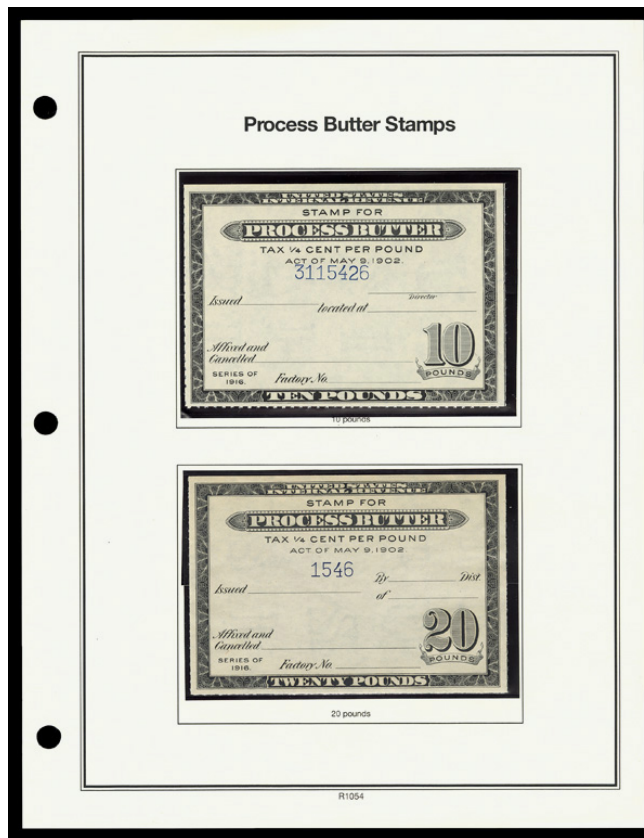 Process Butter Stamps
UNITED STATES
INTERNAL REVENUE
STAMP FOR
PROCESS BUTTER
TAX ¼ CENT PER POUND
ACT OF MAY 9, 1902.
3115426
Director
Issued located at
10
POUNDS
Affixed and
Cancelled
SERIES OF
1916. Factory No.
TEN POUNDS
10 pounds
UNITED STATES
INTERNAL REVENUE
STAMP FOR
PROCESS BUTTER
TAX ¼ CENT PER POUND
ACT OF MAY 9, 1902
1546
By Dist
Issued of
20
POUNDS
Affixed and
Cancelled
SERIES OF
1916. Factory No.
TWENTY POUNDS
20 pounds
R1054